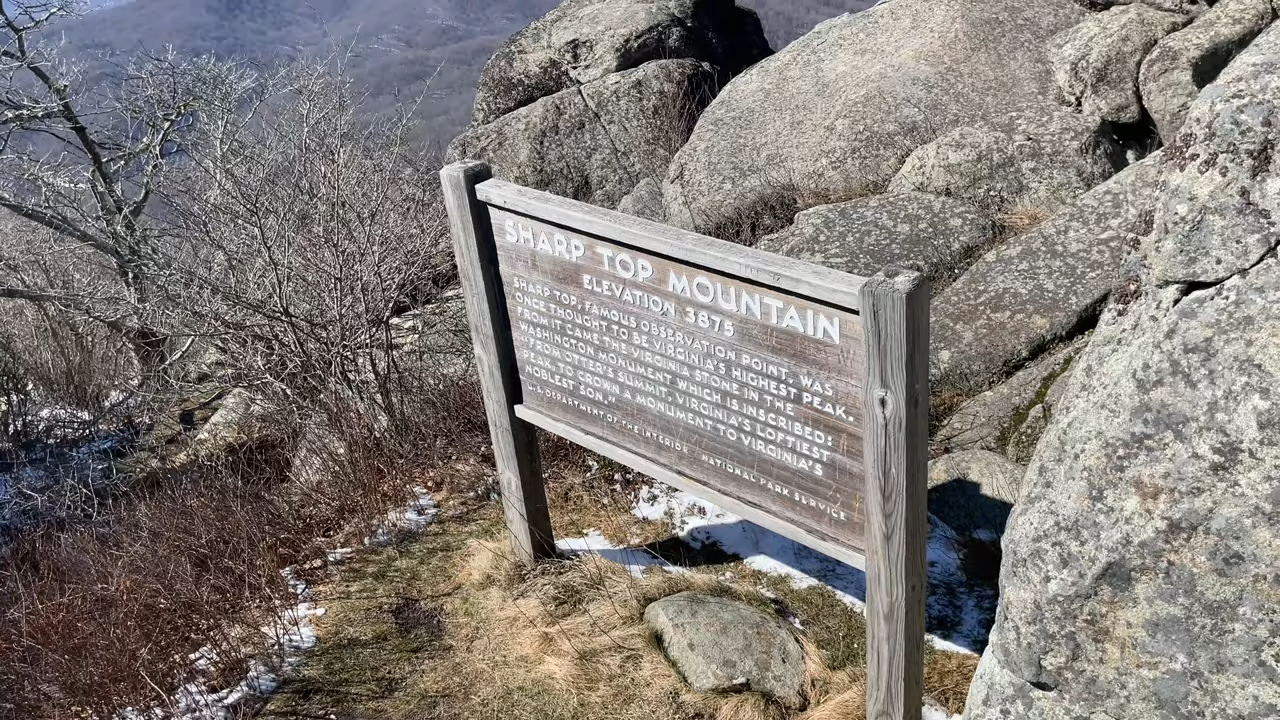 SHARP TOP MOUNTAIN
ELEVATION 3875
SHARP TOP, FAMOUS OBSERVATION POINT, WAS
ONCE THOUGHT TO BE VIRGINIA'S HIGHEST PEAK.
FROM IT CAME THE VIRGINIA STONE IN THE
WASHINGTON MONUMENT WHICH IS INSCRIBED:
"FROM OTTER'S SUMMIT, VIRGINIA'S LOFTIEST
PEAK, TO CROWN A MONUMENT TO VIRGINIA'S
NOBLEST SON."
U.S. DEPARTMENT OF THE INTERIOR NATIONAL PARK SERVICE